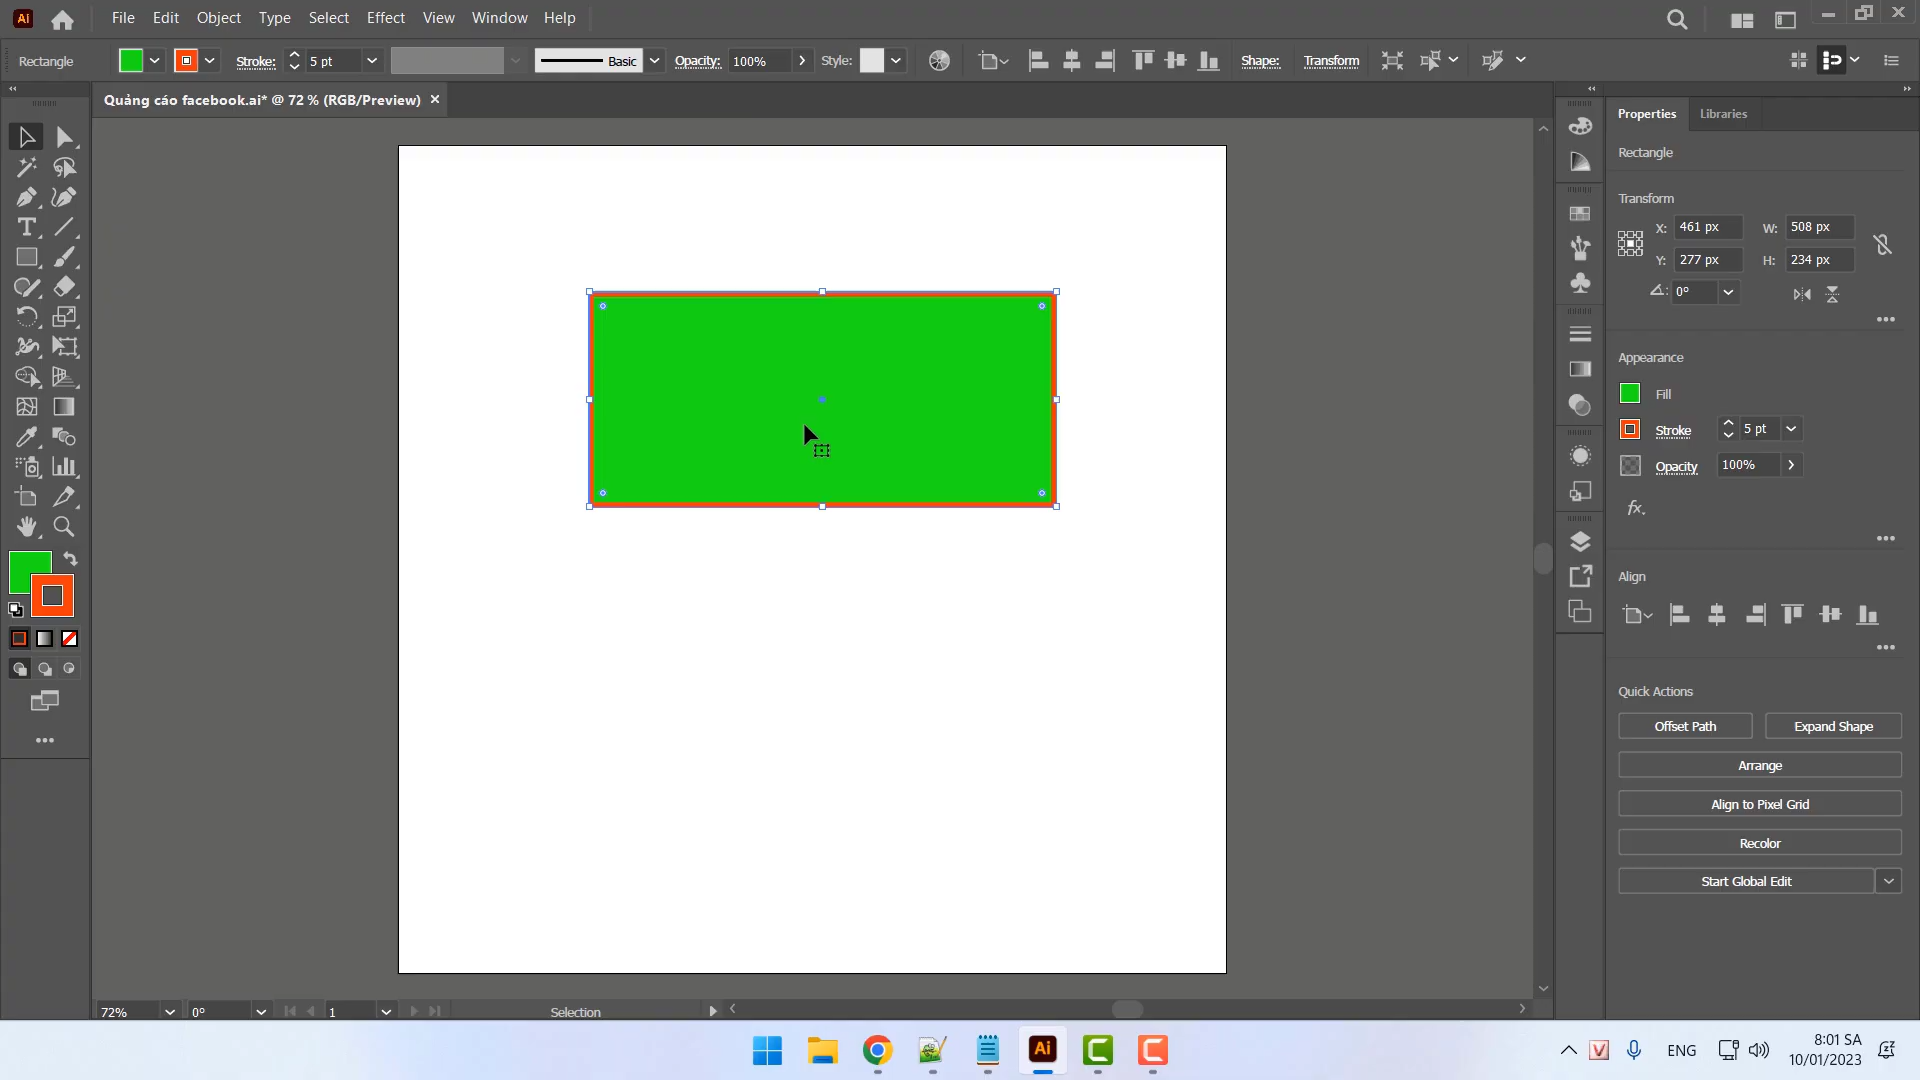 Ai File Edit Object Type Select Effect View Window Help
Rectangle Stroke: 5 pt Basic Opacity: 100% Style: Shape: Transform
Quảng cáo facebook.ai* @ 72 % (RGB/Preview) ×
Properties Libraries
Rectangle
Transform
X: 461 px W: 508 px
Y: 277 px H: 234 px
0°
Appearance
Fill
Stroke 5 pt
Opacity 100%
fx.
Align
Quick Actions
Offset Path Expand Shape
Arrange
Align to Pixel Grid
Recolor
Start Global Edit
72% 0° 1 Selection
Ai
V ENG 8:01 SA
10/01/2023